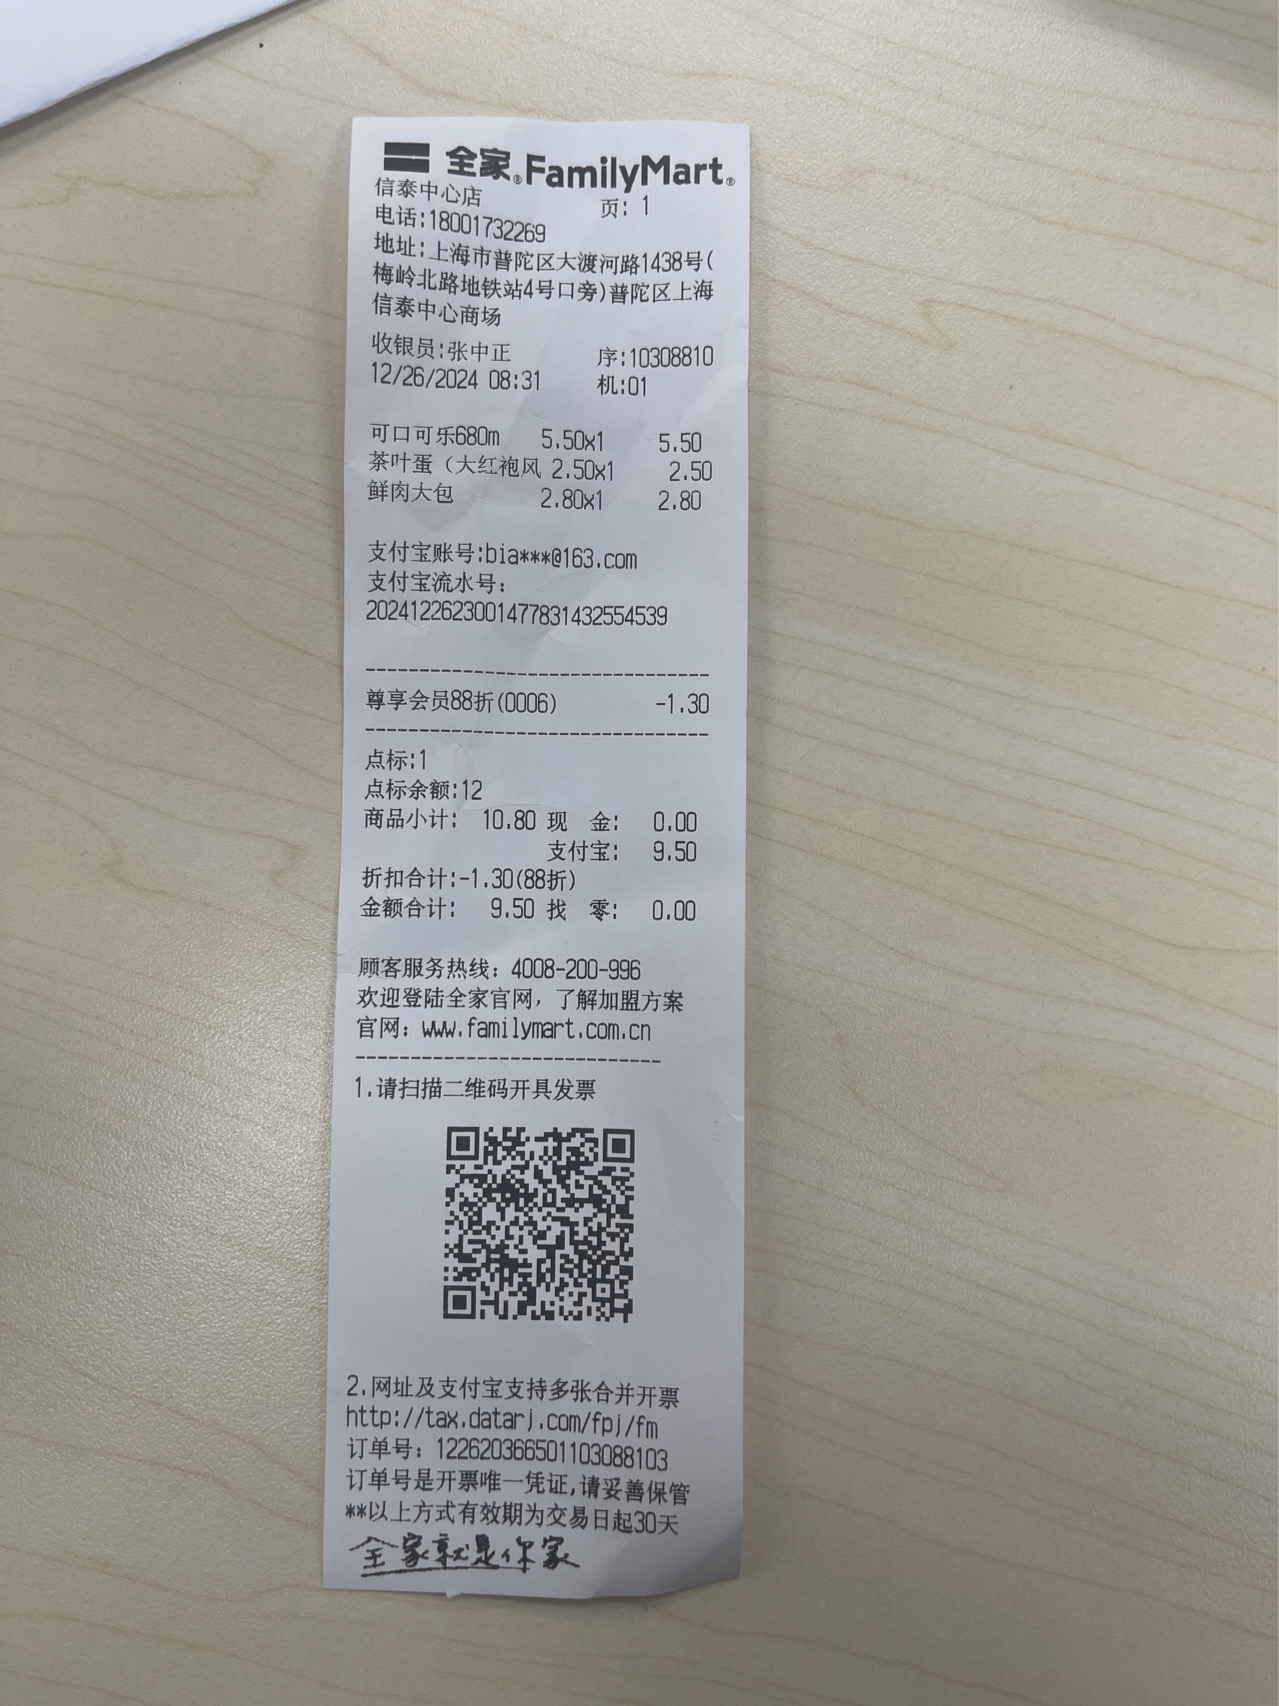 全家®FamilyMart®
信泰中心店 页: 1
电话:18001732269
地址:上海市普陀区大渡河路1438号(
梅岭北路地铁站4号口旁)普陀区上海
信泰中心商场
收银员:张中正 序:10308810
12/26/2024 08:31 机:01
可口可乐680m 5.50x1 5.50
茶叶蛋（大红袍风 2.50x1 2.50
鲜肉大包 2.80x1 2.80
支付宝账号:bia***@163.com
支付宝流水号:
2024122623001477831432554539
--------------------------------
尊享会员88折(0006) -1.30
--------------------------------
点标:1
点标余额:12
商品小计: 10.80 现 金: 0.00
支付宝: 9.50
折扣合计:-1.30(88折)
金额合计: 9.50 找 零: 0.00
顾客服务热线: 4008-200-996
欢迎登陆全家官网，了解加盟方案
官网: www.familymart.com.cn
----------------------------
1.请扫描二维码开具发票
2.网址及支付宝支持多张合并开票
http://tax.datarj.com/fpj/fm
订单号: 122620366501103088103
订单号是开票唯一凭证,请妥善保管
**以上方式有效期为交易日起30天
全家就是你家